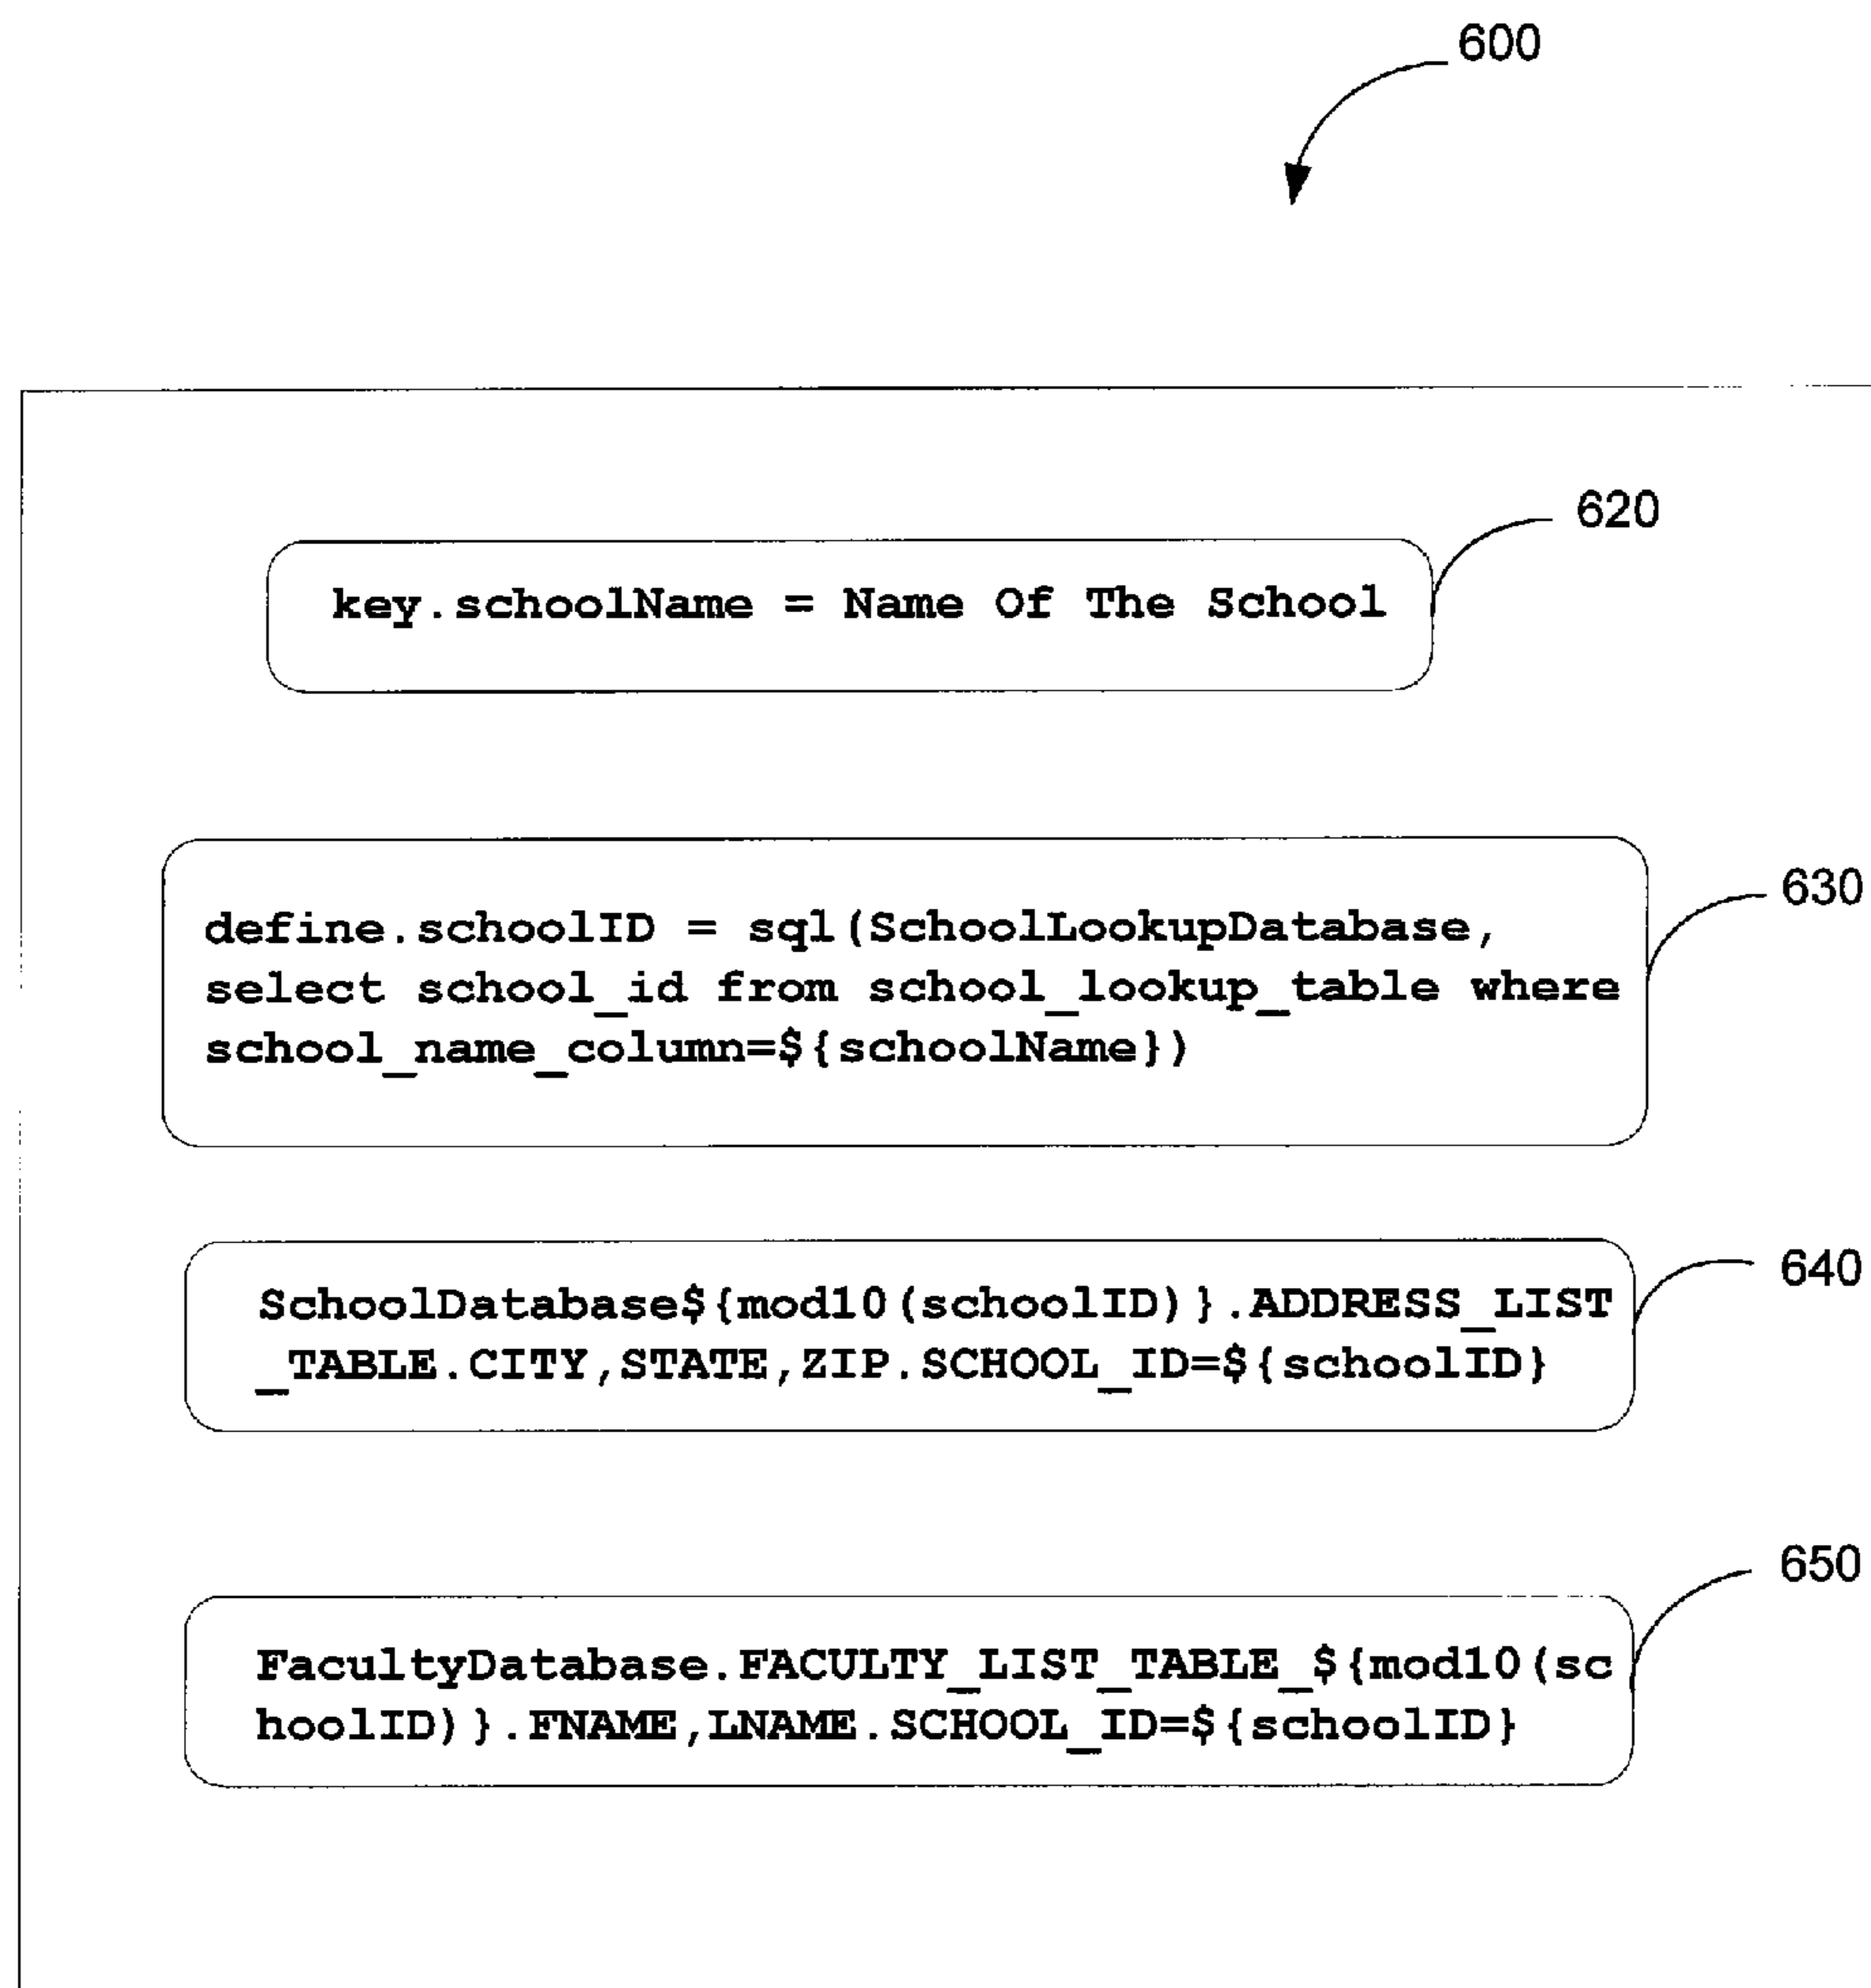 600
620
key.schoolName = Name Of The School
630
define.schoolID = sql(SchoolLookupDatabase,
select school_id from school_lookup_table where
school_name_column=${schoolName})
640
SchoolDatabase${mod10(schoolID)}.ADDRESS_LIST
_TABLE.CITY,STATE,ZIP.SCHOOL_ID=${schoolID}
650
FacultyDatabase.FACULTY_LIST_TABLE_${mod10(sc
hoolID)}.FNAME,LNAME.SCHOOL_ID=${schoolID}